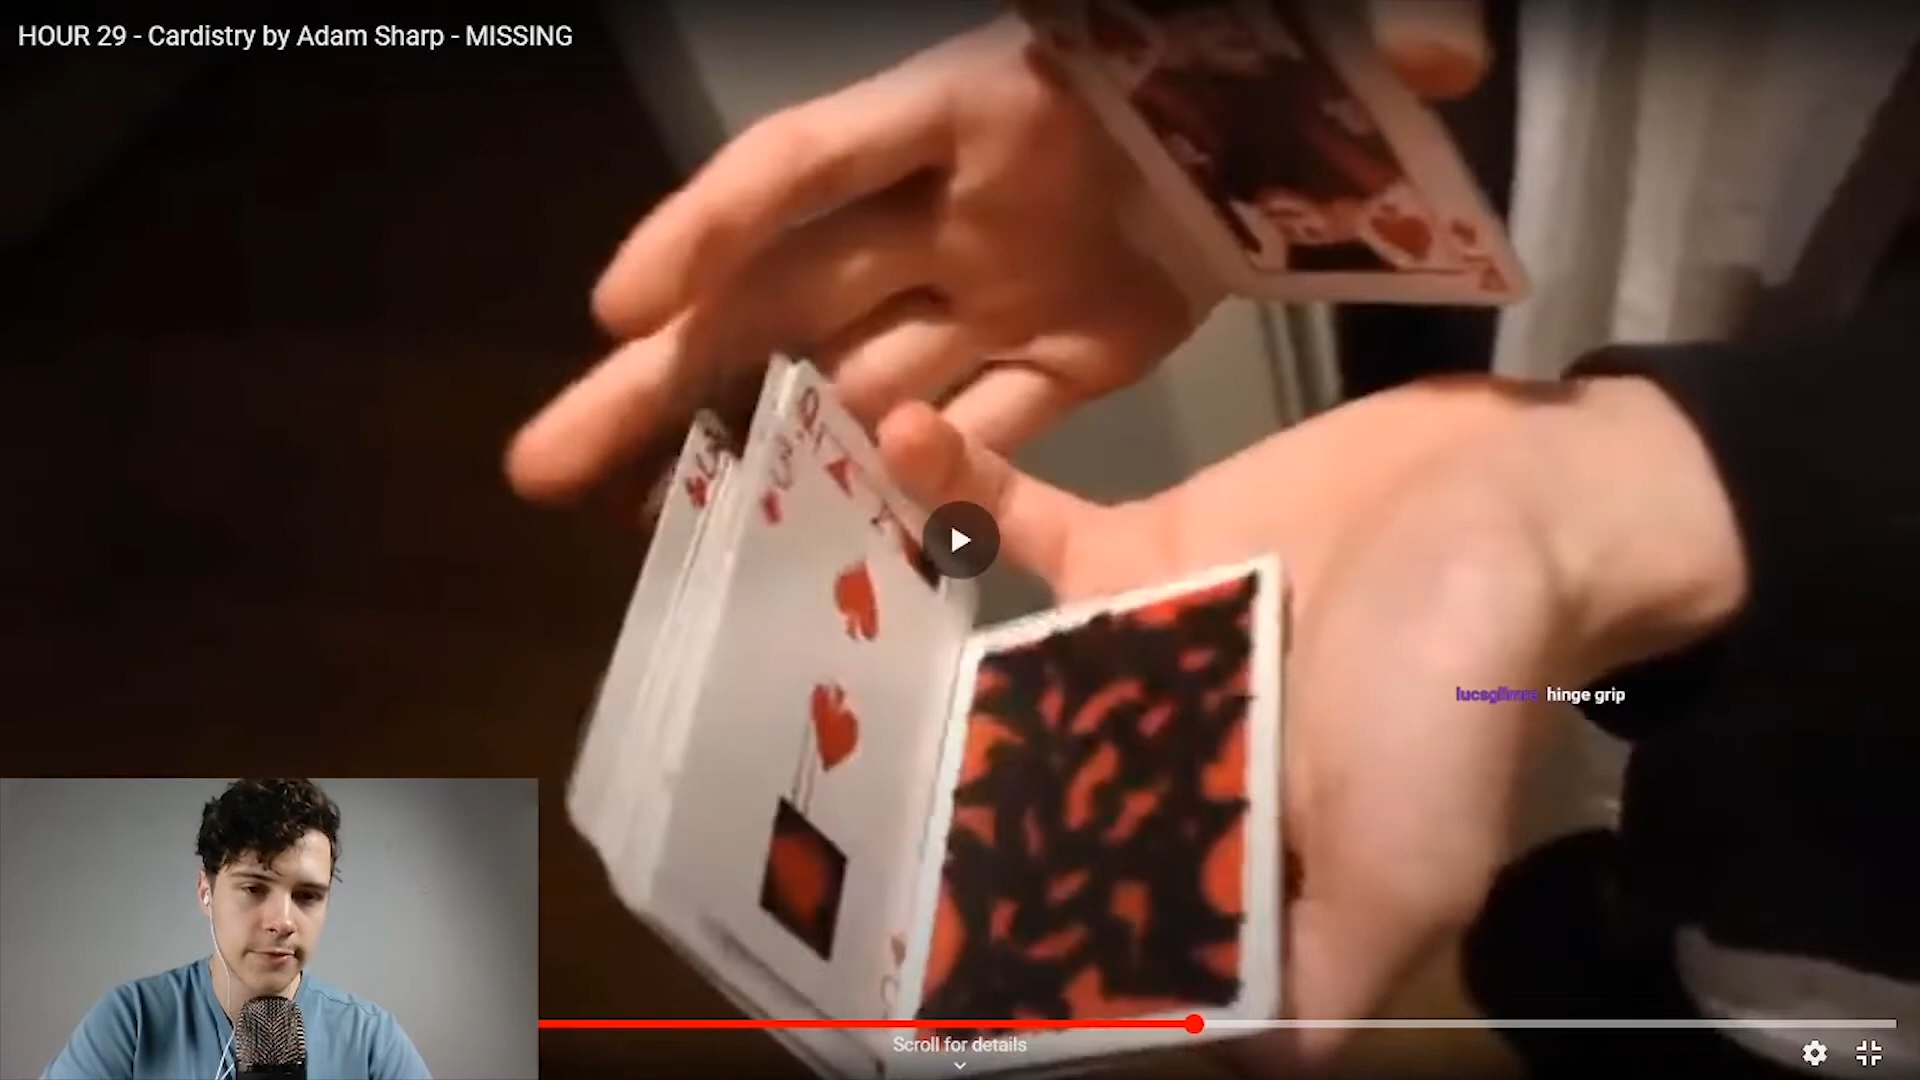 HOUR 29 - Cardistry by Adam Sharp - MISSING
hinge grip
Scroll for details